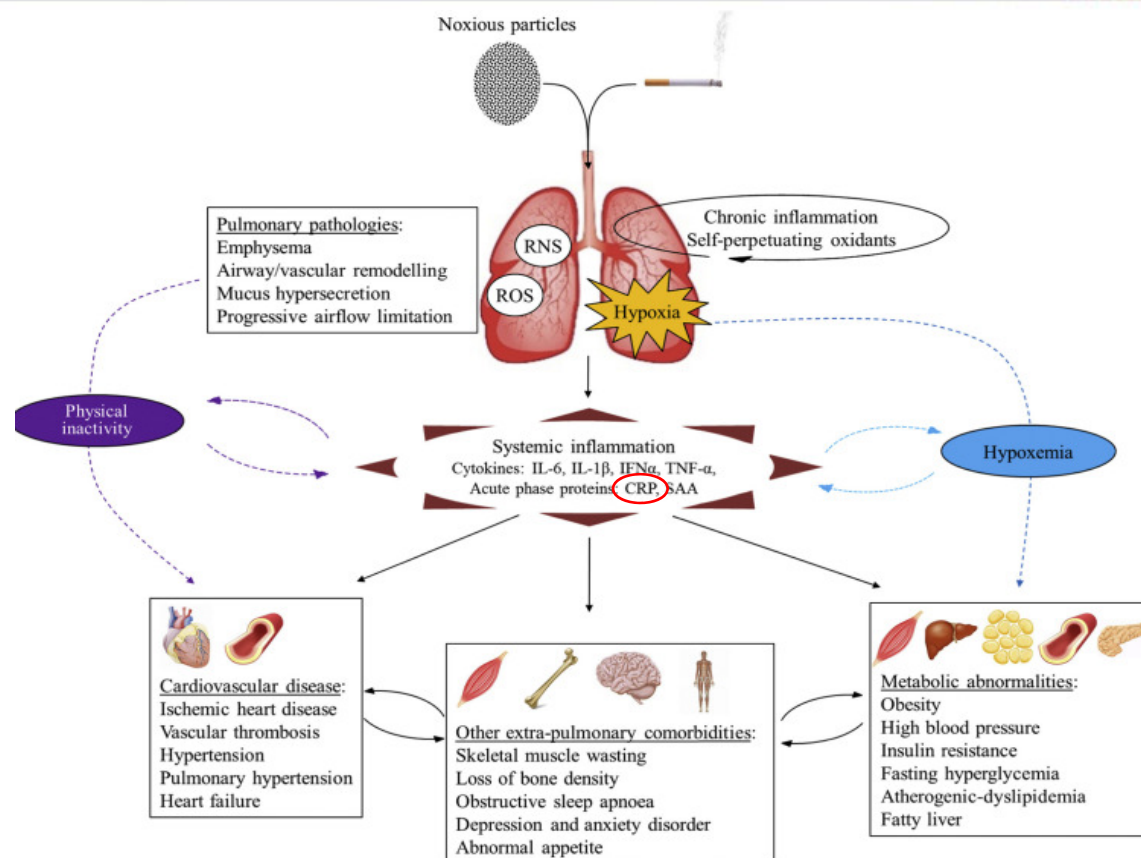 Noxious particles
Pulmonary pathologies:
Emphysema
Airway/vascular remodelling
Mucus hypersecretion
Progressive airflow limitation
RNS
ROS
Chronic inflammation
Self-perpetuating oxidants
Hypoxia
Physical
inactivity
Systemic inflammation
Cytokines: IL-6, IL-1β, IFNα, TNF-α,
Acute phase proteins: CRP, SAA
Hypoxemia
Cardiovascular disease:
Ischemic heart disease
Vascular thrombosis
Hypertension
Pulmonary hypertension
Heart failure
Other extra-pulmonary comorbidities:
Skeletal muscle wasting
Loss of bone density
Obstructive sleep apnoea
Depression and anxiety disorder
Abnormal appetite
Metabolic abnormalities:
Obesity
High blood pressure
Insulin resistance
Fasting hyperglycemia
Atherogenic-dyslipidemia
Fatty liver